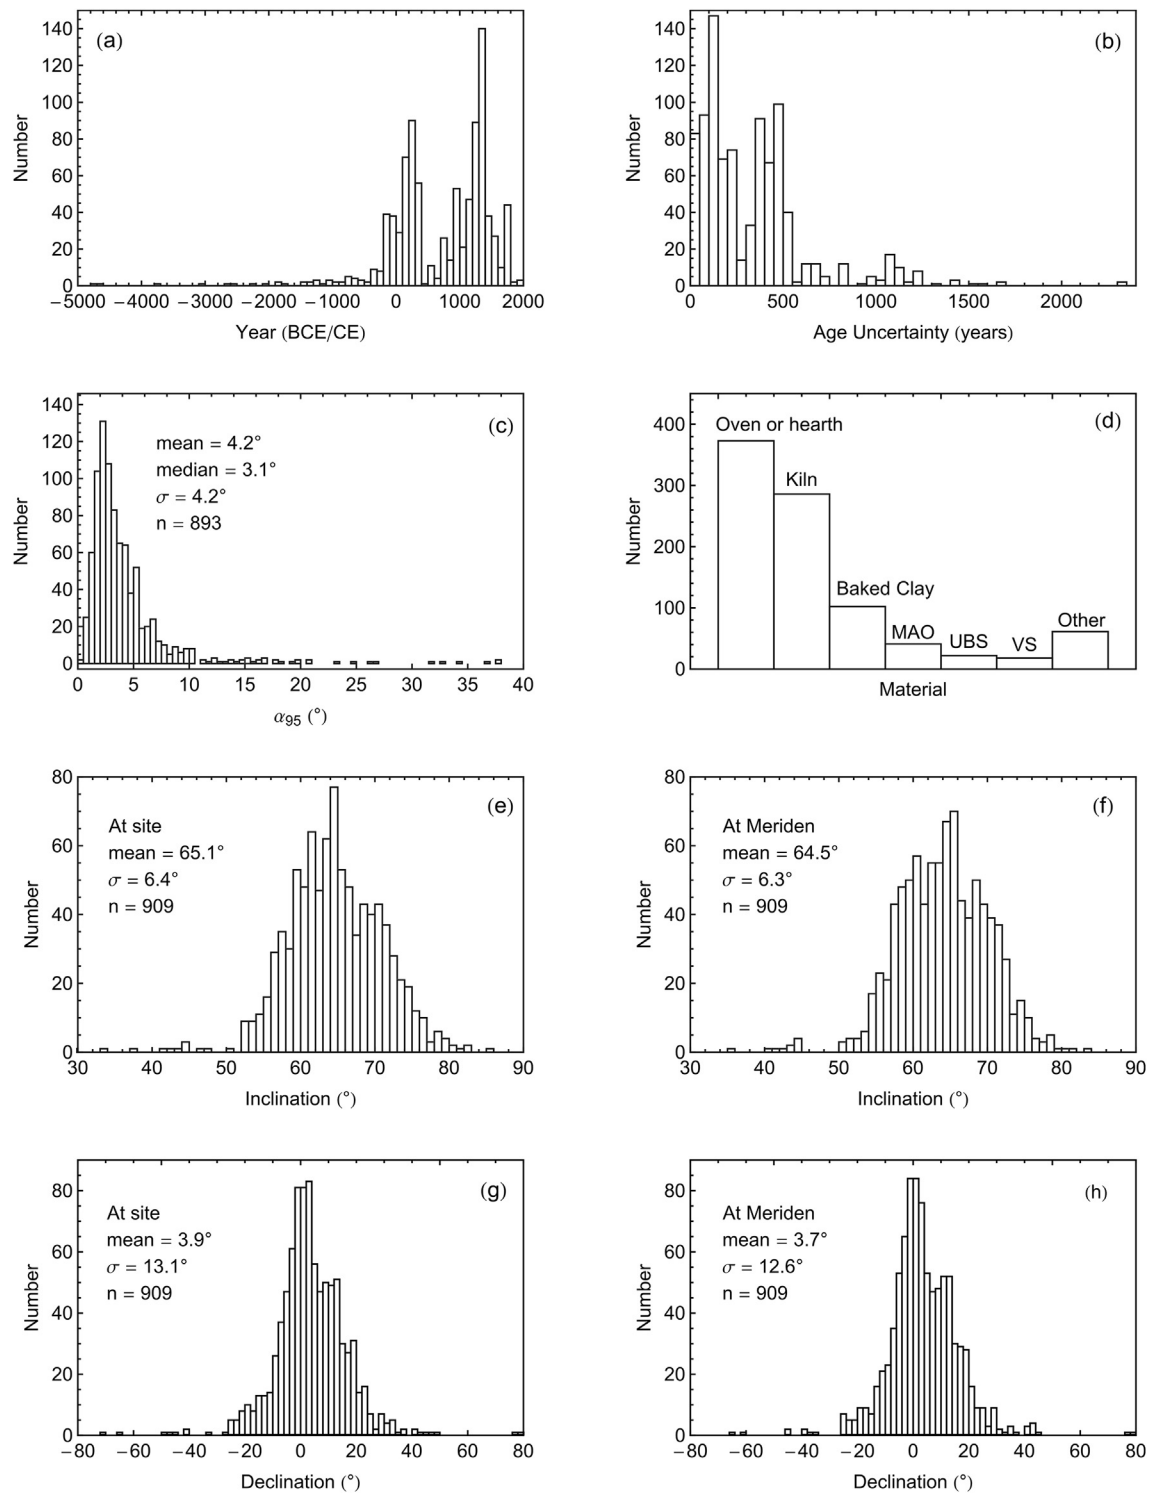 (a)
Number
140
120
100
80
60
40
20
0
−5000 −4000 −3000 −2000 −1000 0 1000 2000
Year (BCE/CE)
(b)
Number
140
120
100
80
60
40
20
0
0 500 1000 1500 2000
Age Uncertainty (years)
(c)
mean = 4.2°
median = 3.1°
σ = 4.2°
n = 893
Number
140
120
100
80
60
40
20
0
0 5 10 15 20 25 30 35 40
α95 (°)
(d)
Number
400
300
200
100
0
Oven or hearth
Kiln
Baked Clay
MAO
UBS
VS
Other
Material
(e)
At site
mean = 65.1°
σ = 6.4°
n = 909
Number
80
60
40
20
0
30 40 50 60 70 80 90
Inclination (°)
(f)
At Meriden
mean = 64.5°
σ = 6.3°
n = 909
Number
80
60
40
20
0
30 40 50 60 70 80 90
Inclination (°)
(g)
At site
mean = 3.9°
σ = 13.1°
n = 909
Number
80
60
40
20
0
−80 −60 −40 −20 0 20 40 60 80
Declination (°)
(h)
At Meriden
mean = 3.7°
σ = 12.6°
n = 909
Number
80
60
40
20
0
−80 −60 −40 −20 0 20 40 60 80
Declination (°)